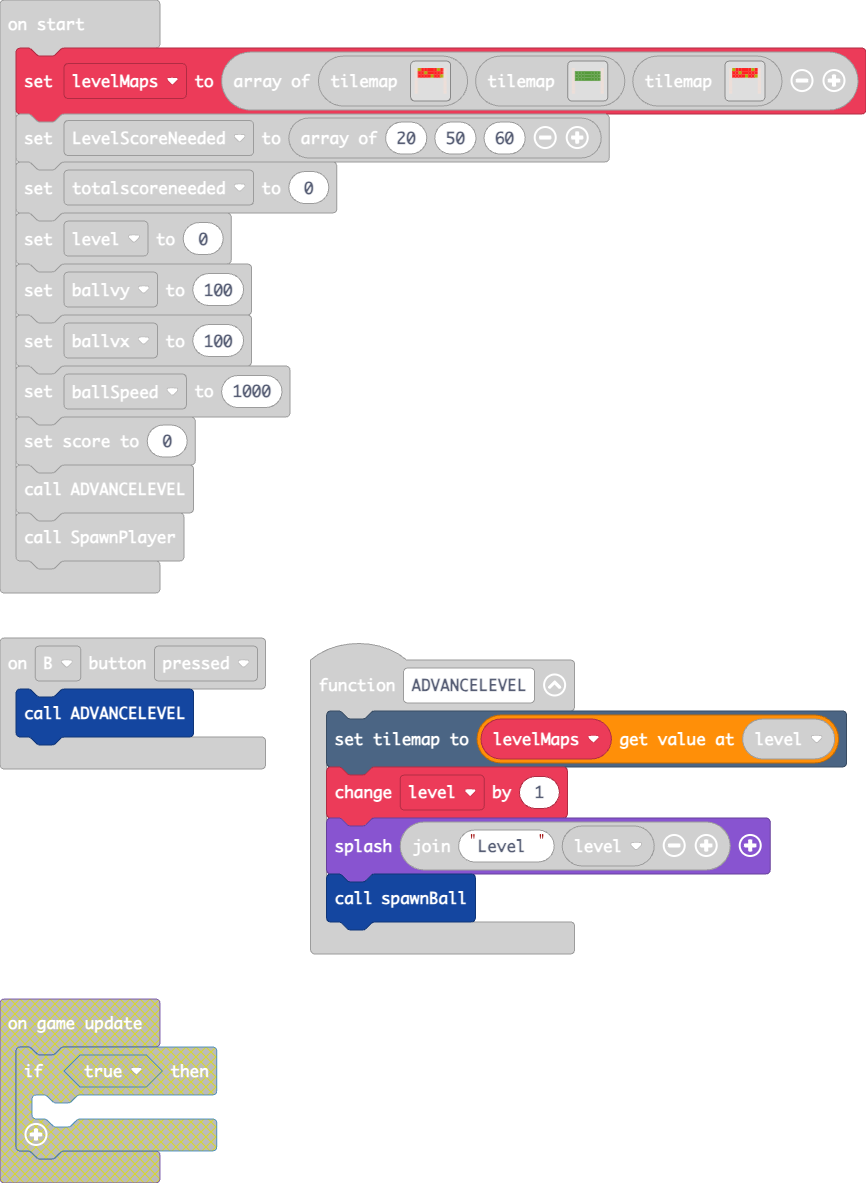 on start
set levelMaps to array of tilemap tilemap tilemap
set LevelScoreNeeded to array of 20 50 60
set totalscoreneeded to 0
set level to 0
set ballvy to 100
set ballvx to 100
set ballSpeed to 1000
set score to 0
call ADVANCELEVEL
call SpawnPlayer
on B button pressed
call ADVANCELEVEL
function ADVANCELEVEL
set tilemap to levelMaps get value at level
change level by 1
splash join "Level " level
call spawnBall
on game update
if true then